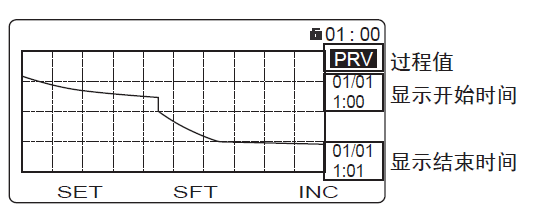 01 : 00
PRV 过程值
01/01
1:00
显示开始时间
01/01
1:01
显示结束时间
SET SFT INC